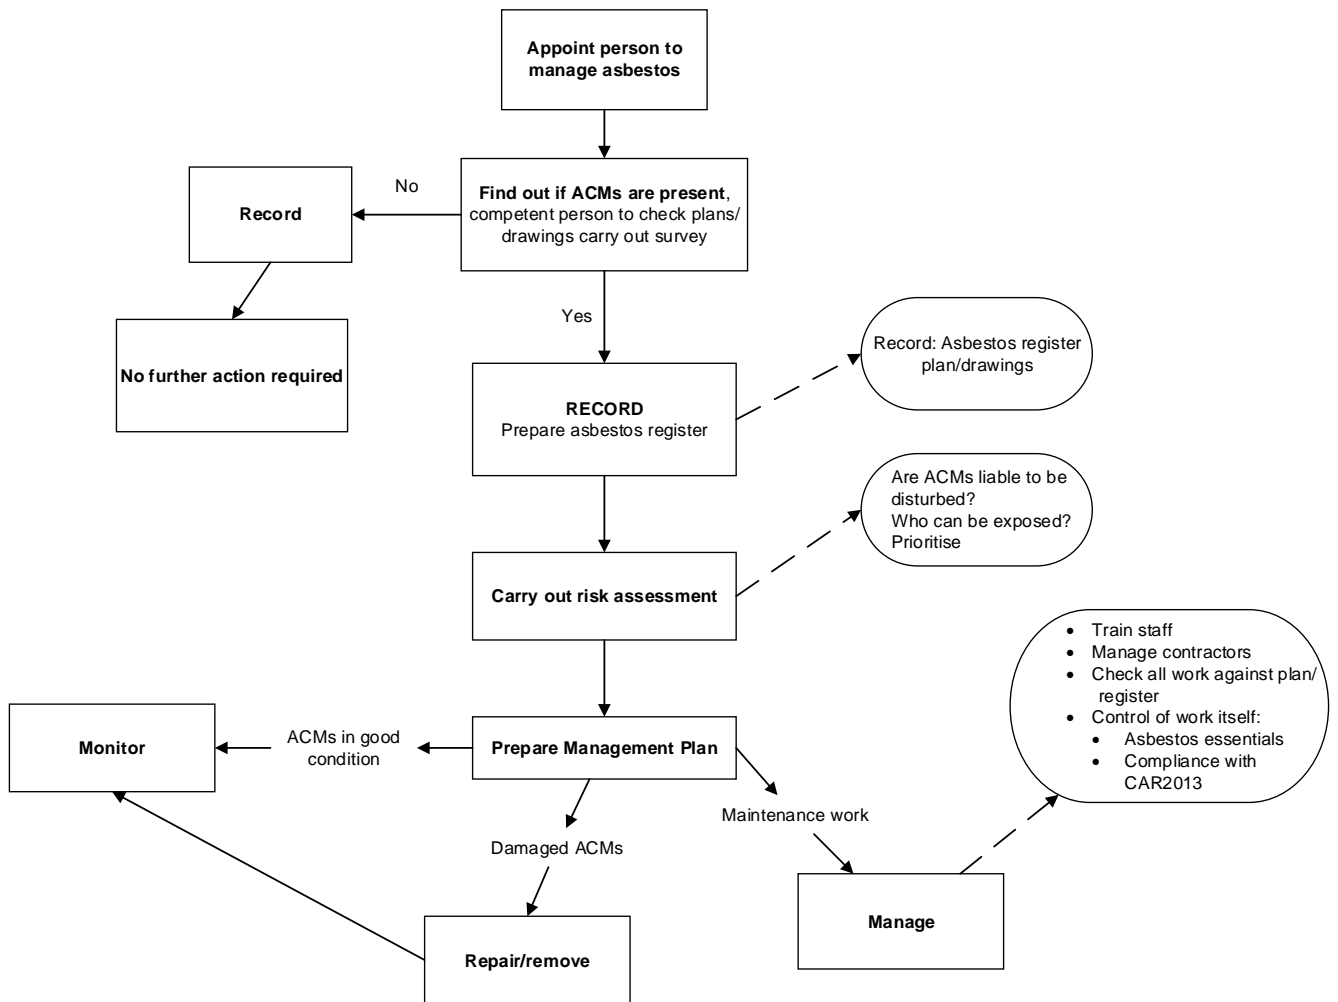 Appoint person to
manage asbestos
No
Record
Find out if ACMs are present,
competent person to check plans/
drawings carry out survey
Yes
No further action required
Record: Asbestos register
plan/drawings
RECORD
Prepare asbestos register
Are ACMs liable to be
disturbed?
Who can be exposed?
Prioritise
Carry out risk assessment
• Train staff
• Manage contractors
• Check all work against plan/
register
• Control of work itself:
• Asbestos essentials
• Compliance with
CAR2013
Monitor
ACMs in good
condition
Prepare Management Plan
Maintenance work
Damaged ACMs
Manage
Repair/remove